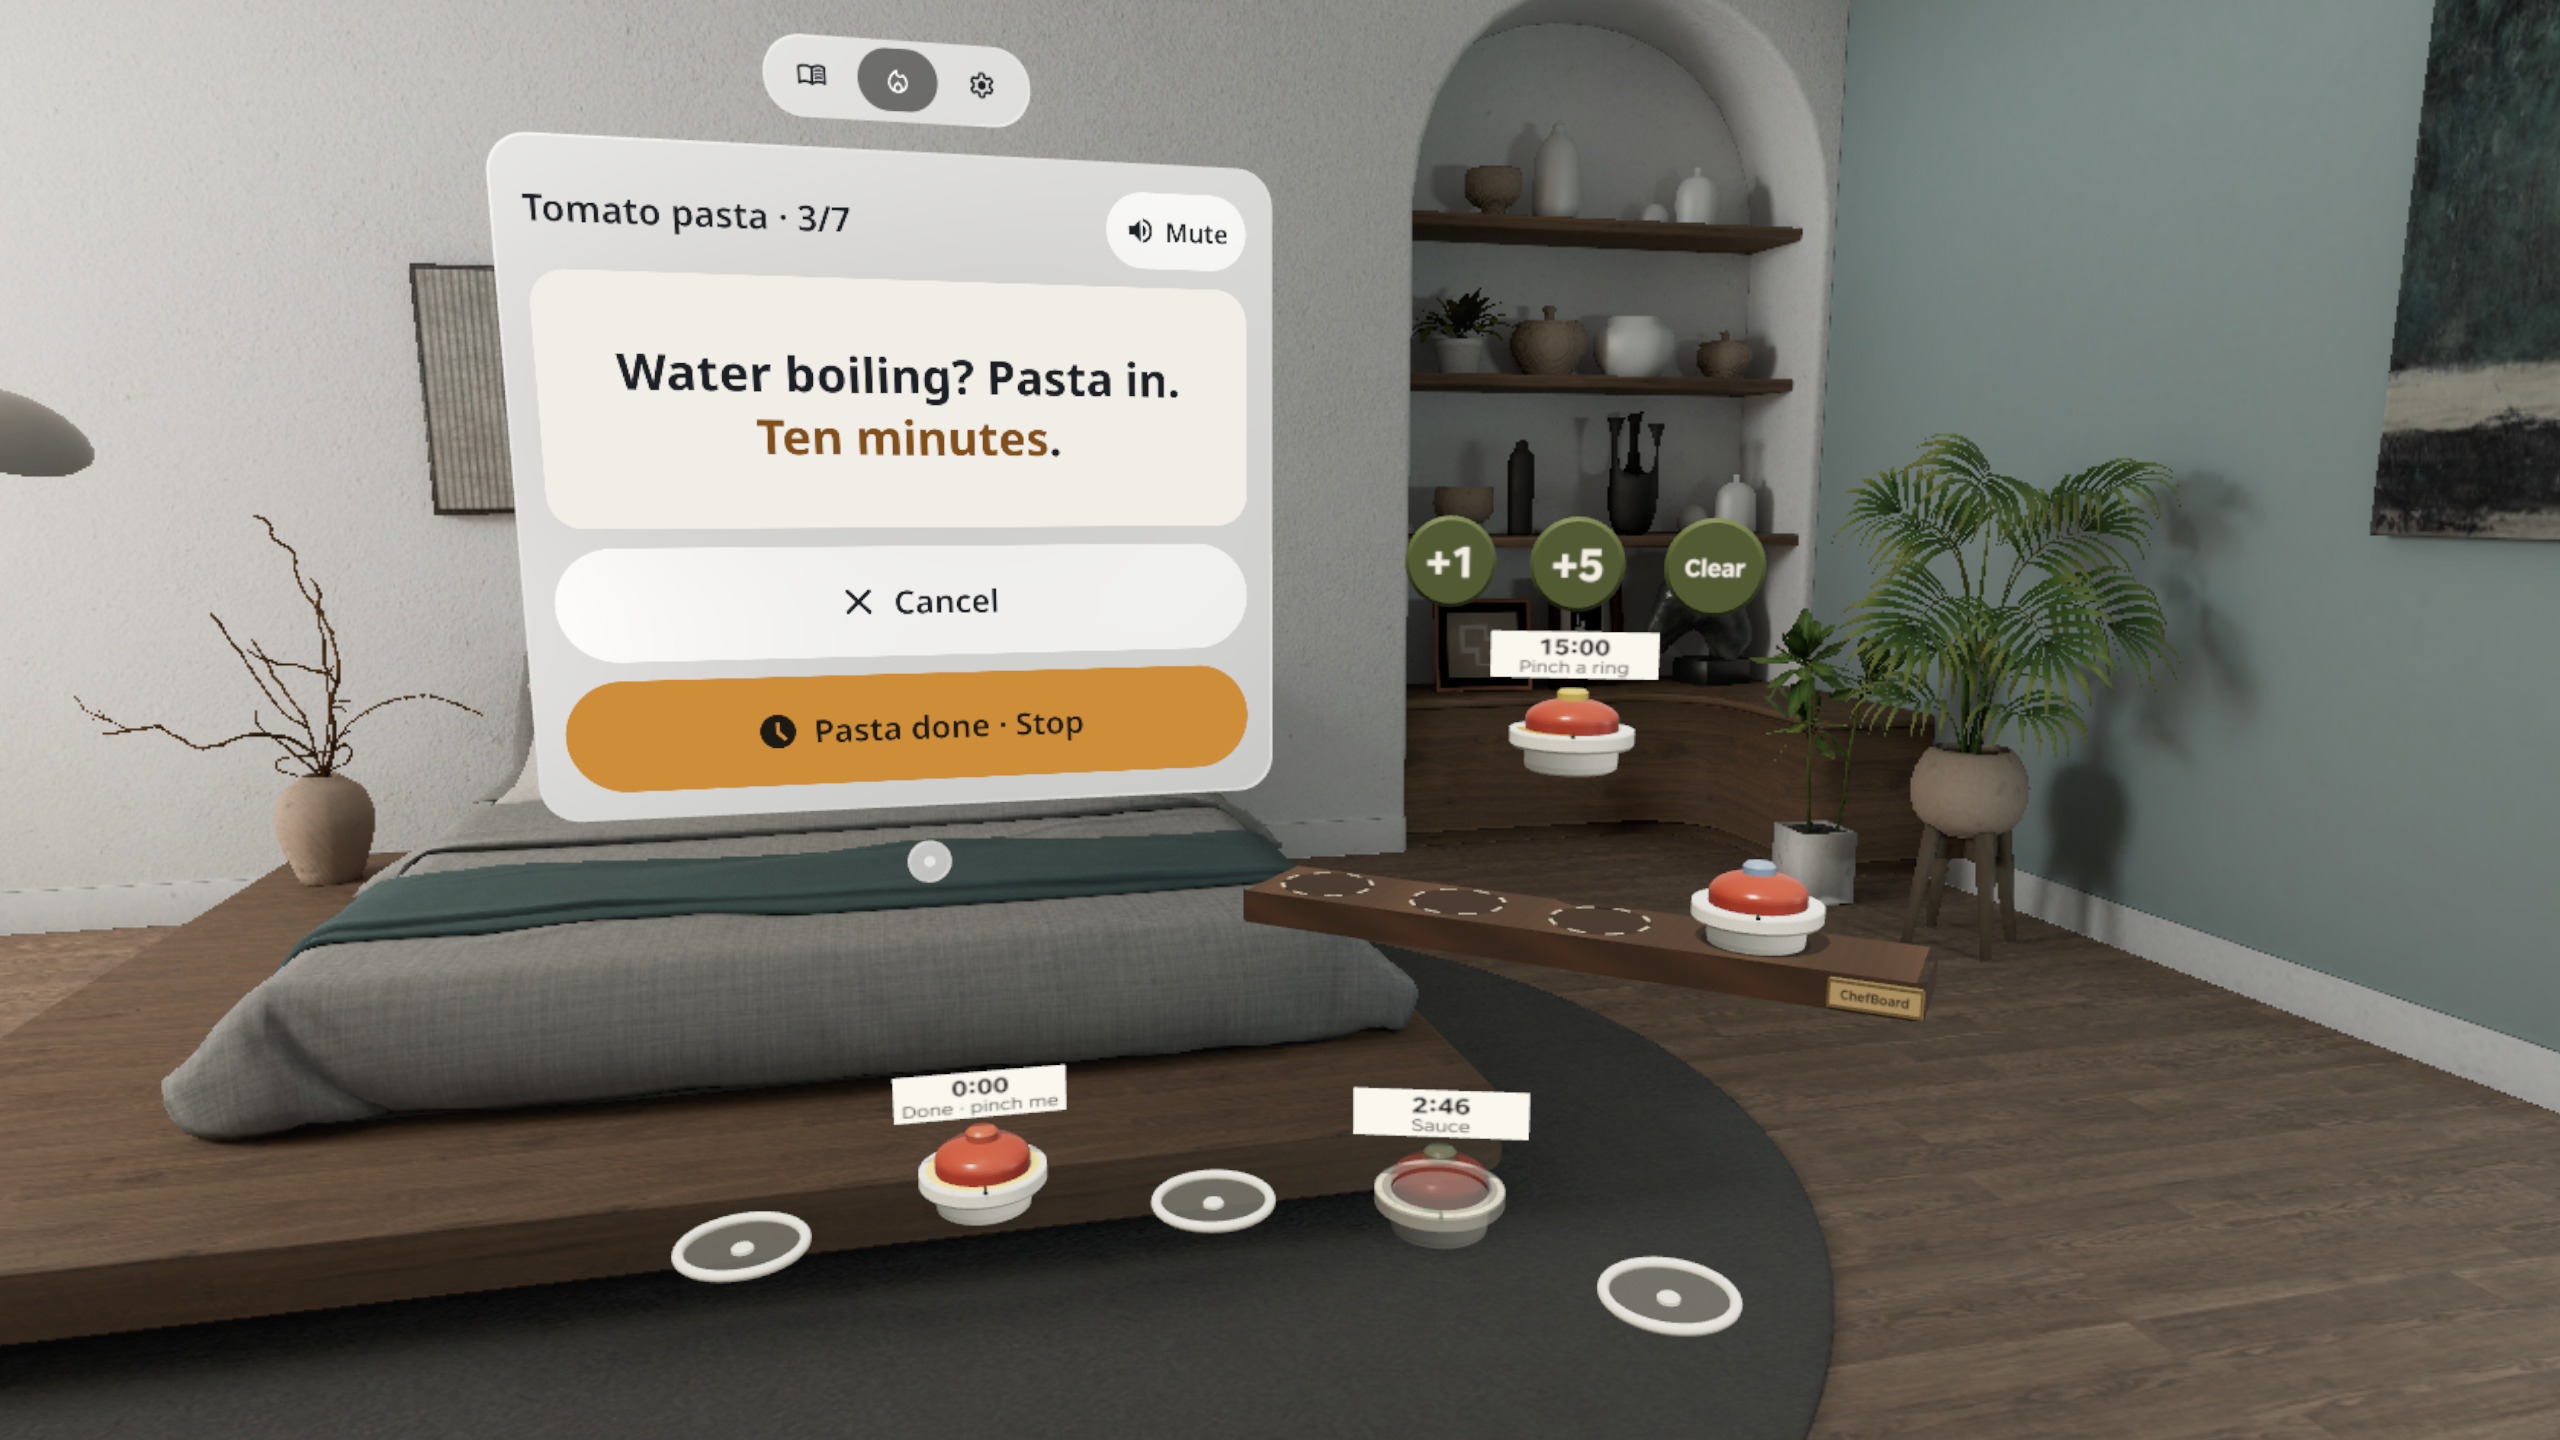 Tomato pasta · 3/7
Mute
Water boiling? Pasta in.
Ten minutes.
Cancel
Pasta done · Stop
+1
+5
Clear
15:00
Pinch a ring
ChefBoard
0:00
Done · pinch me
2:46
Sauce